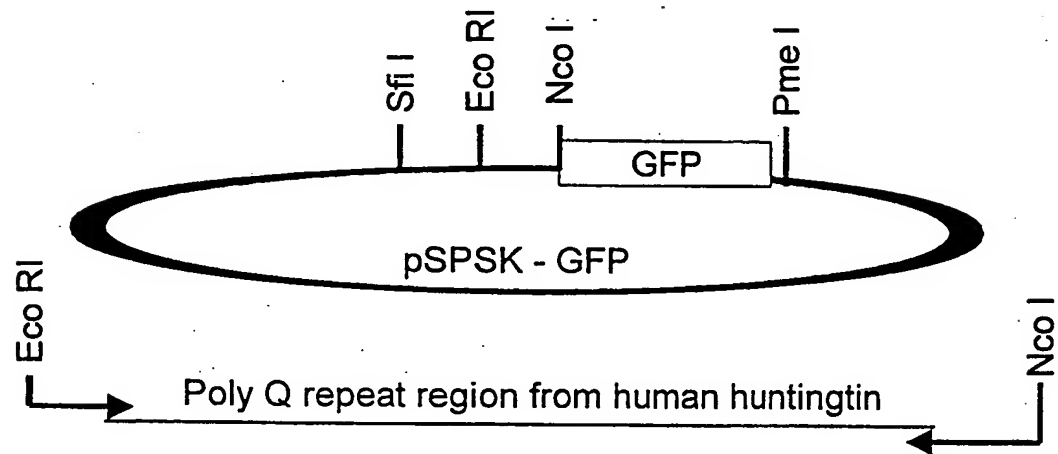 Sfi I
Eco RI
Nco I
Pme I
GFP
pSPSK - GFP
Eco RI
Poly Q repeat region from human huntingtin
Nco I